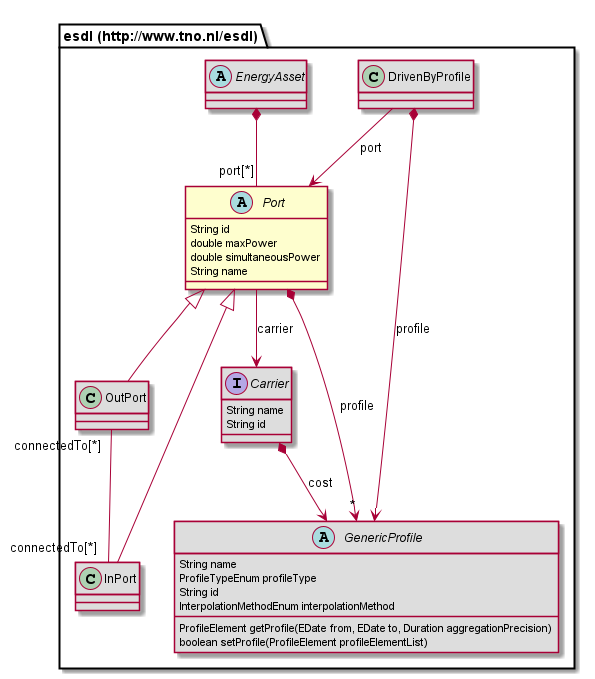 esdl (http://www.tno.nl/esdl)
A EnergyAsset
C DrivenByProfile
port
port[*]
A Port
String id
double maxPower
double simultaneousPower
String name
carrier
profile
I Carrier
String name
String id
C OutPort
profile
connectedTo[*]
cost
*
connectedTo[*]
C InPort
A GenericProfile
String name
ProfileTypeEnum profileType
String id
InterpolationMethodEnum interpolationMethod
ProfileElement getProfile(EDate from, EDate to, Duration aggregationPrecision)
boolean setProfile(ProfileElement profileElementList)